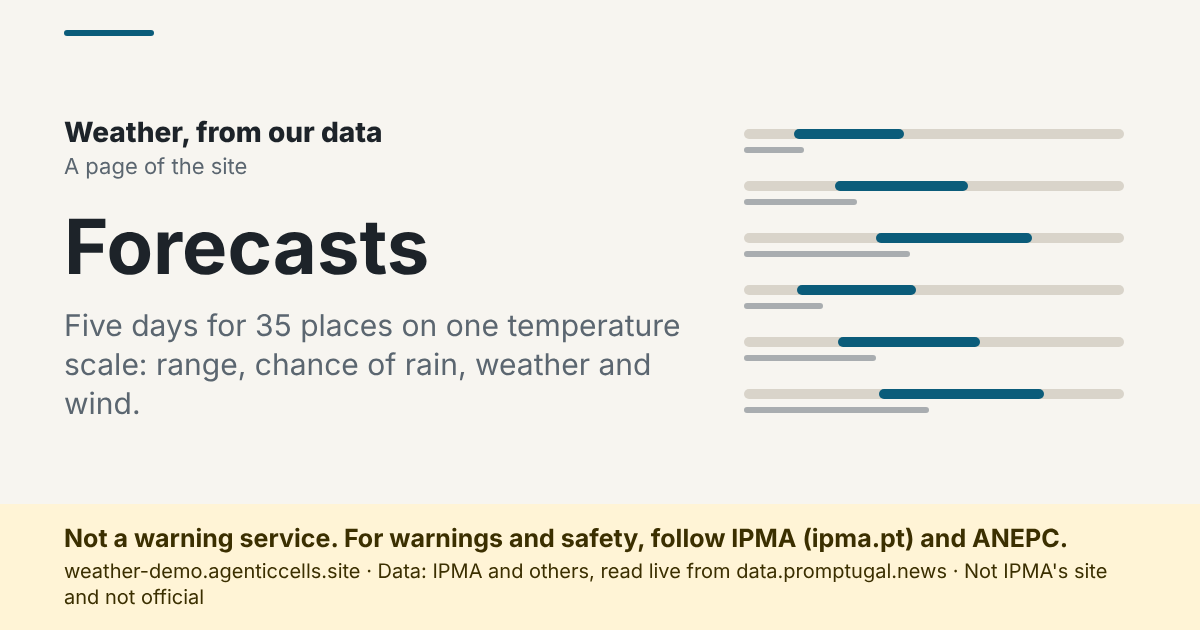 Weather, from our data
A page of the site
Forecasts
Five days for 35 places on one temperature
scale: range, chance of rain, weather and
wind.
Not a warning service. For warnings and safety, follow IPMA (ipma.pt) and ANEPC.
weather-demo.agenticcells.site · Data: IPMA and others, read live from data.promptugal.news · Not IPMA's site
and not official